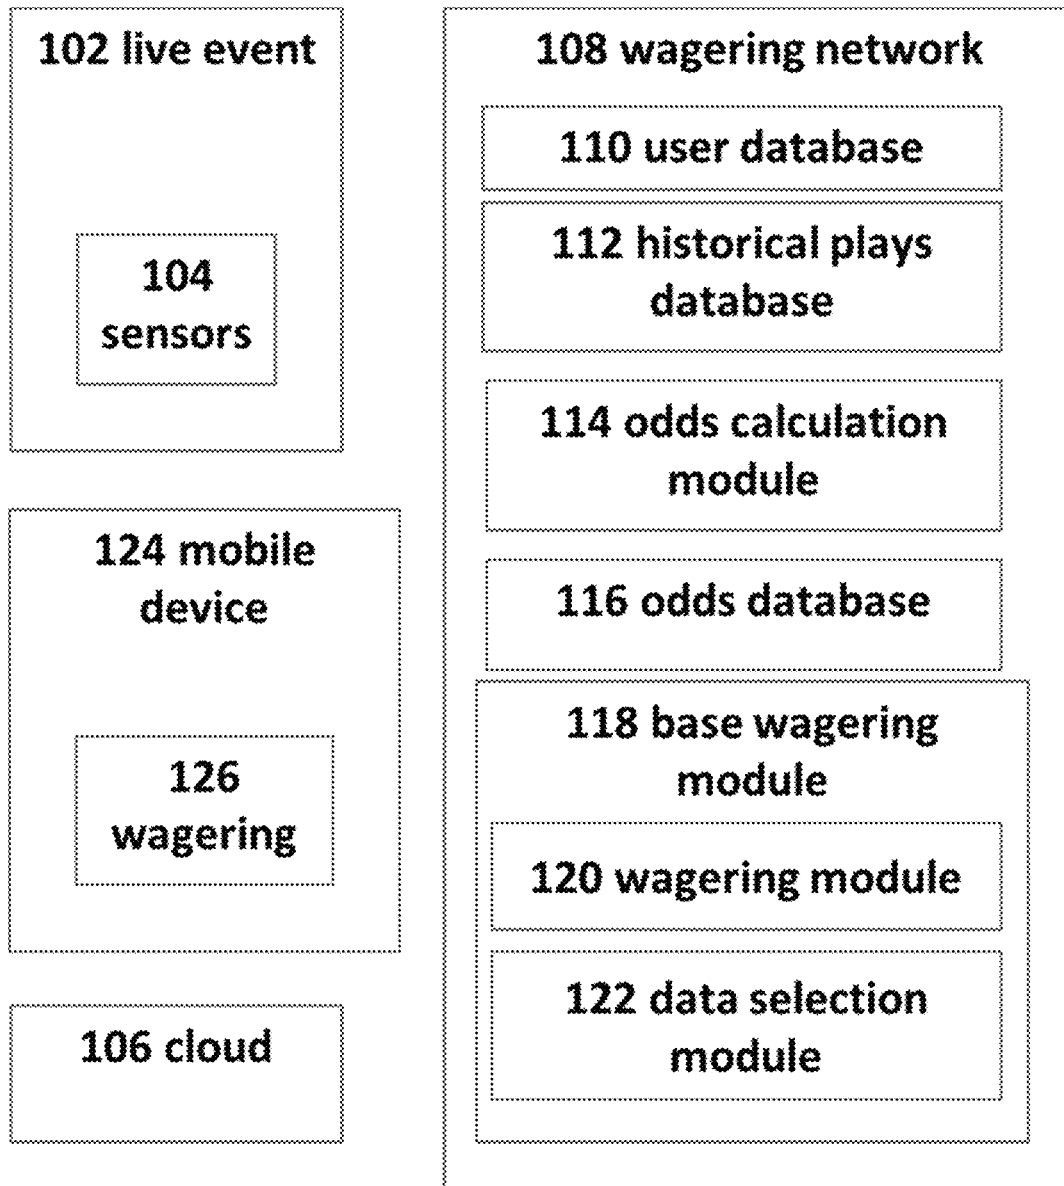 102 live event
104
sensors
124 mobile
device
126
wagering
106 cloud
108 wagering network
110 user database
112 historical plays
database
114 odds calculation
module
116 odds database
118 base wagering
module
120 wagering module
122 data selection
module